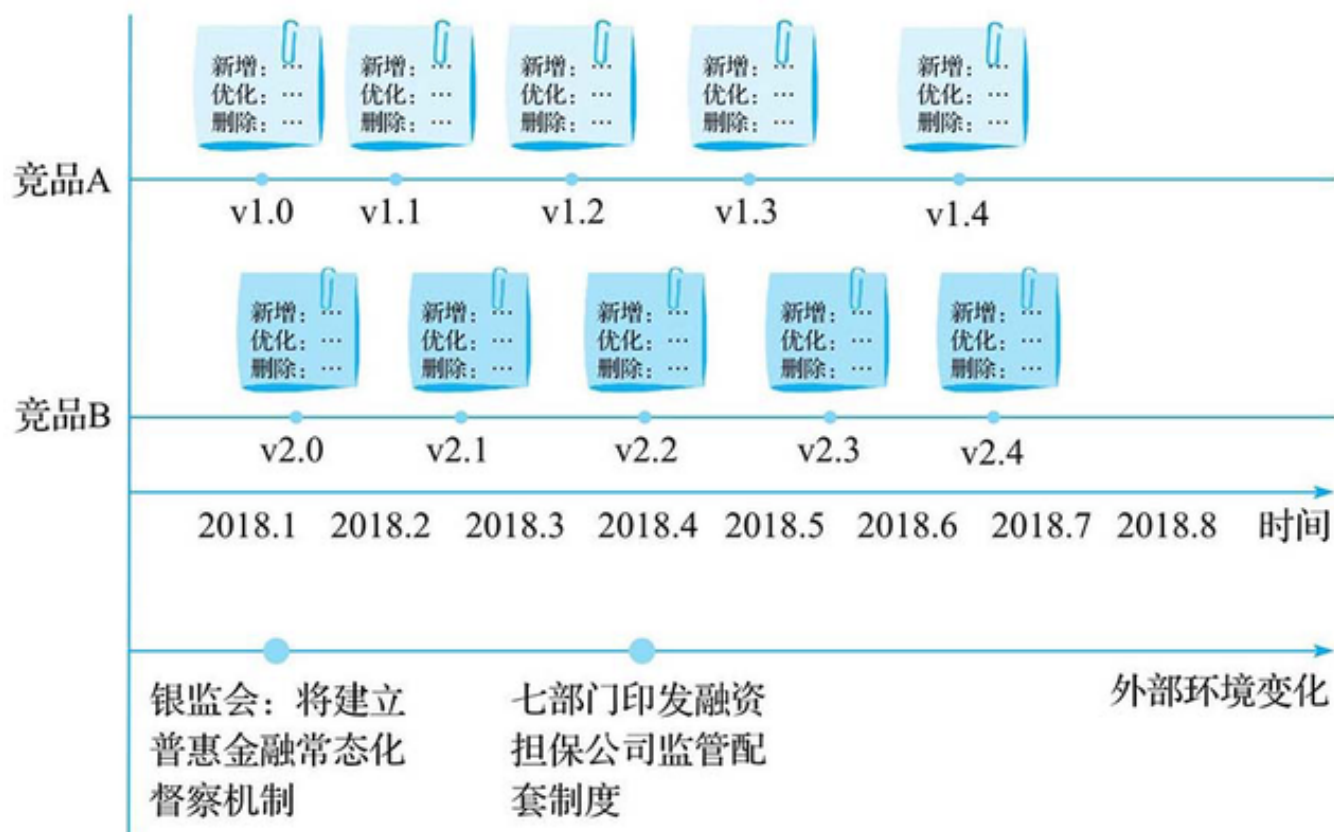 新增：… 新增：… 新增：… 新增：… 新增：…
优化：… 优化：… 优化：… 优化：… 优化：…
删除：… 删除：… 删除：… 删除：… 删除：…
竞品A
v1.0 v1.1 v1.2 v1.3 v1.4
新增：… 新增：… 新增：… 新增：… 新增：…
优化：… 优化：… 优化：… 优化：… 优化：…
删除：… 删除：… 删除：… 删除：… 删除：…
竞品B
v2.0 v2.1 v2.2 v2.3 v2.4
2018.1 2018.2 2018.3 2018.4 2018.5 2018.6 2018.7 2018.8 时间
银监会：将建立
普惠金融常态化
督察机制
七部门印发融资
担保公司监管配
套制度
外部环境变化